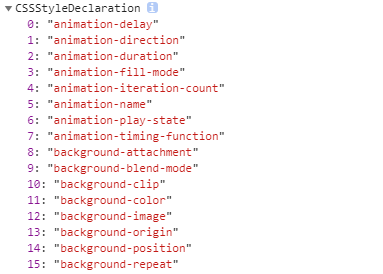 ▼ CSSStyleDeclaration i
0: "animation-delay"
1: "animation-direction"
2: "animation-duration"
3: "animation-fill-mode"
4: "animation-iteration-count"
5: "animation-name"
6: "animation-play-state"
7: "animation-timing-function"
8: "background-attachment"
9: "background-blend-mode"
10: "background-clip"
11: "background-color"
12: "background-image"
13: "background-origin"
14: "background-position"
15: "background-repeat"